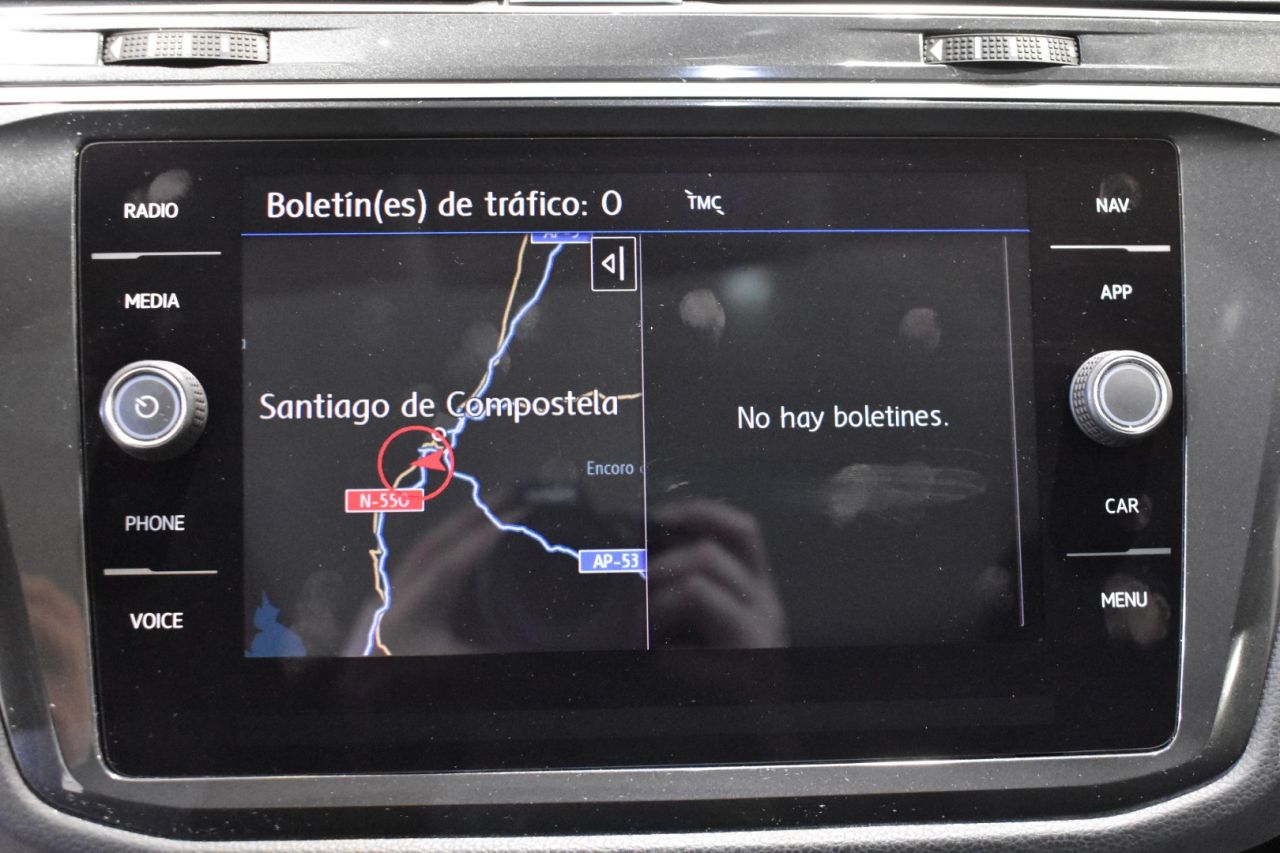 RADIO
MEDIA
PHONE
VOICE
Boletín(es) de tráfico: 0
TMC
Santiago de Compostela
Encoro
N-550
AP-53
No hay boletines.
NAV
APP
CAR
MENU